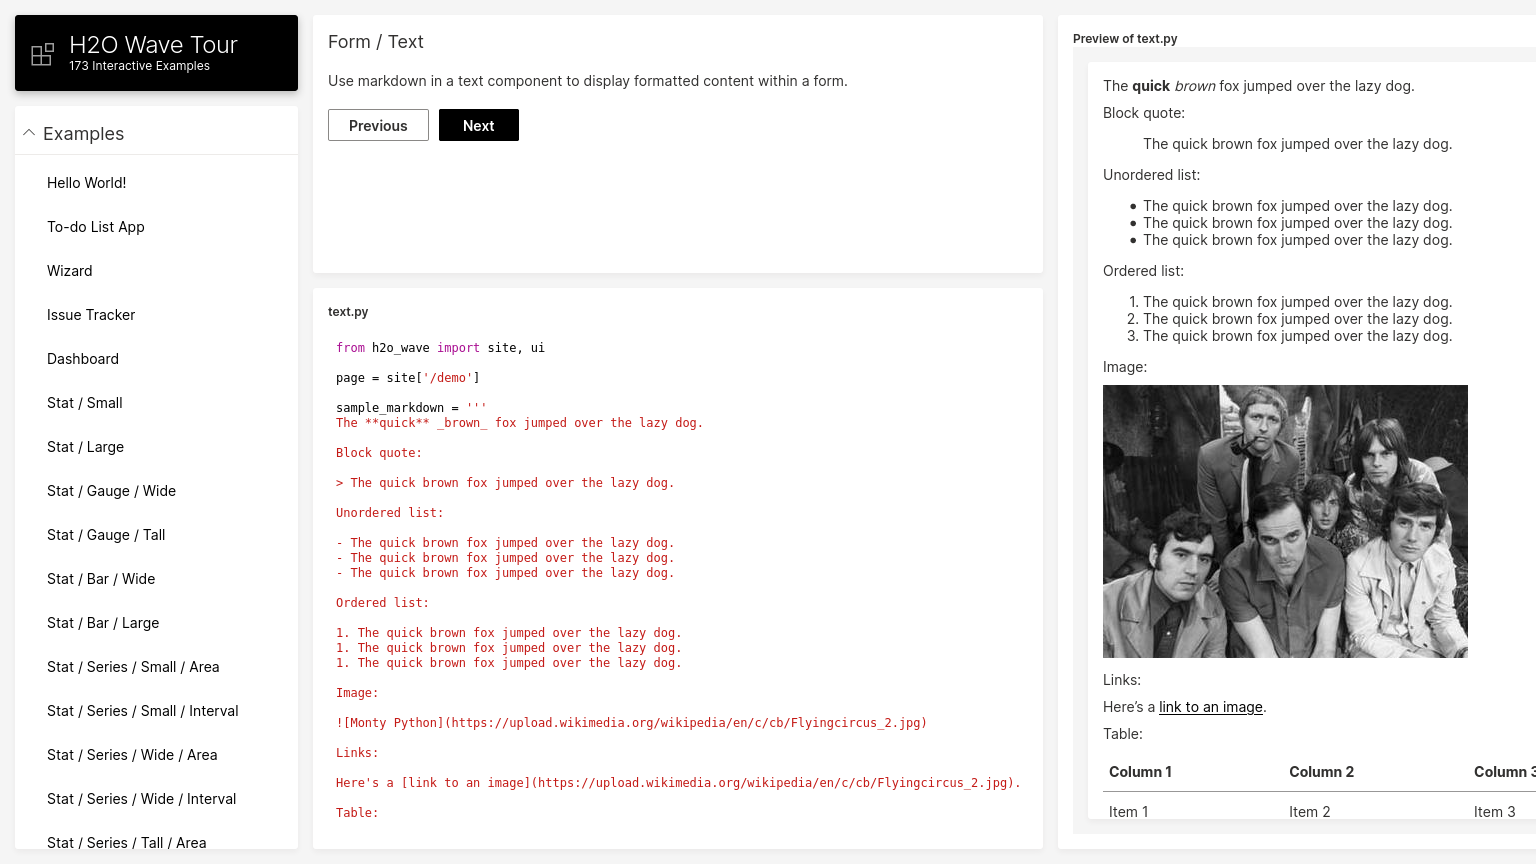 H2O Wave Tour
173 Interactive Examples
Examples
Hello World!
To-do List App
Wizard
Issue Tracker
Dashboard
Stat / Small
Stat / Large
Stat / Gauge / Wide
Stat / Gauge / Tall
Stat / Bar / Wide
Stat / Bar / Large
Stat / Series / Small / Area
Stat / Series / Small / Interval
Stat / Series / Wide / Area
Stat / Series / Wide / Interval
Stat / Series / Tall / Area
Form / Text
Use markdown in a text component to display formatted content within a form.
Previous Next
text.py
from h2o_wave import site, ui
page = site['/demo']
sample_markdown = '''
The **quick** _brown_ fox jumped over the lazy dog.
Block quote:
> The quick brown fox jumped over the lazy dog.
Unordered list:
- The quick brown fox jumped over the lazy dog.
- The quick brown fox jumped over the lazy dog.
- The quick brown fox jumped over the lazy dog.
Ordered list:
1. The quick brown fox jumped over the lazy dog.
1. The quick brown fox jumped over the lazy dog.
1. The quick brown fox jumped over the lazy dog.
Image:
![Monty Python](https://upload.wikimedia.org/wikipedia/en/c/cb/Flyingcircus_2.jpg)
Links:
Here's a [link to an image](https://upload.wikimedia.org/wikipedia/en/c/cb/Flyingcircus_2.jpg).
Table:
Preview of text.py
The quick brown fox jumped over the lazy dog.
Block quote:
The quick brown fox jumped over the lazy dog.
Unordered list:
• The quick brown fox jumped over the lazy dog.
• The quick brown fox jumped over the lazy dog.
• The quick brown fox jumped over the lazy dog.
Ordered list:
1. The quick brown fox jumped over the lazy dog.
2. The quick brown fox jumped over the lazy dog.
3. The quick brown fox jumped over the lazy dog.
Image:
Links:
Here’s a link to an image.
Table:
Column 1 Column 2 Column 3
Item 1 Item 2 Item 3